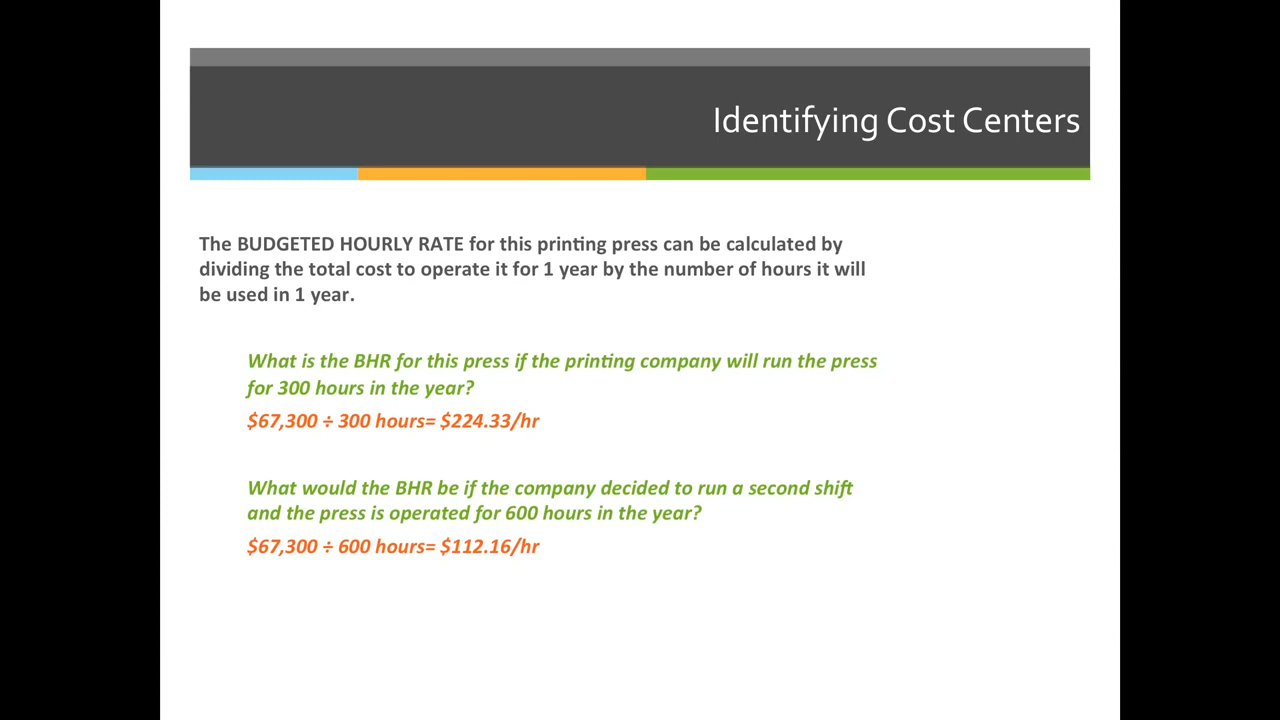 Identifying Cost Centers
The BUDGETED HOURLY RATE for this printing press can be calculated by
dividing the total cost to operate it for 1 year by the number of hours it will
be used in 1 year.
What is the BHR for this press if the printing company will run the press
for 300 hours in the year?
$67,300 ÷ 300 hours= $224.33/hr
What would the BHR be if the company decided to run a second shift
and the press is operated for 600 hours in the year?
$67,300 ÷ 600 hours= $112.16/hr